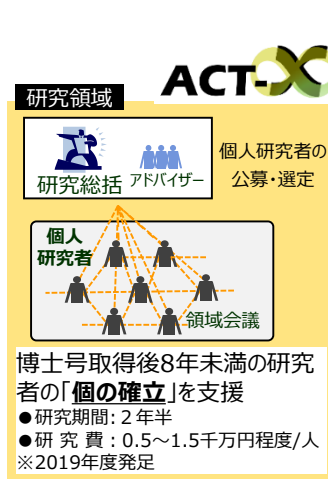 ACT-X
研究領域
研究総括
アドバイザー
個人研究者の
公募・選定
個人
研究者
領域会議
博士号取得後8年未満の研究
者の「個の確立」を支援
●研究期間:２年半
●研 究 費：0.5～1.5千万円程度/人
※2019年度発足